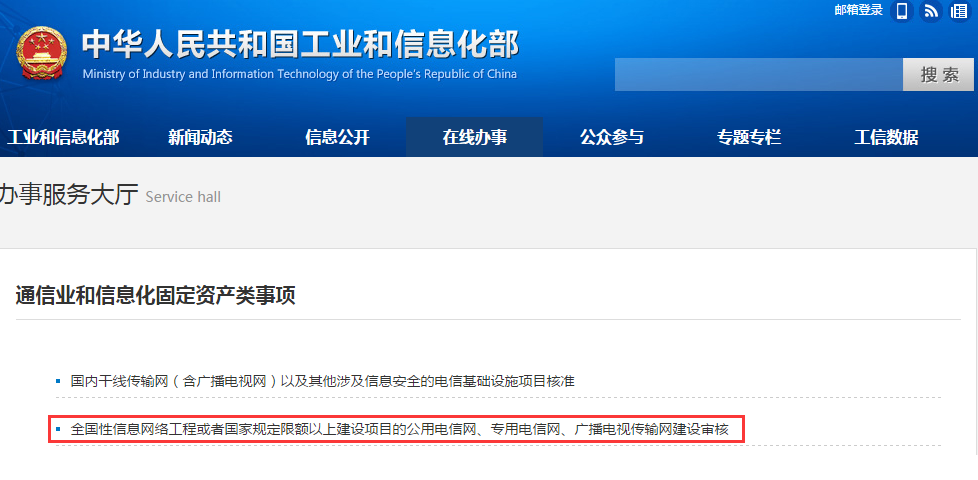 邮箱登录
中华人民共和国工业和信息化部
Ministry of Industry and Information Technology of the People's Republic of China
搜 索
工业和信息化部 新闻动态 信息公开 在线办事 公众参与 专题专栏 工信数据
办事服务大厅 Service hall
通信业和信息化固定资产类事项
国内干线传输网（含广播电视网）以及其他涉及信息安全的电信基础设施项目核准
全国性信息网络工程或者国家规定限额以上建设项目的公用电信网、专用电信网、广播电视传输网建设审核